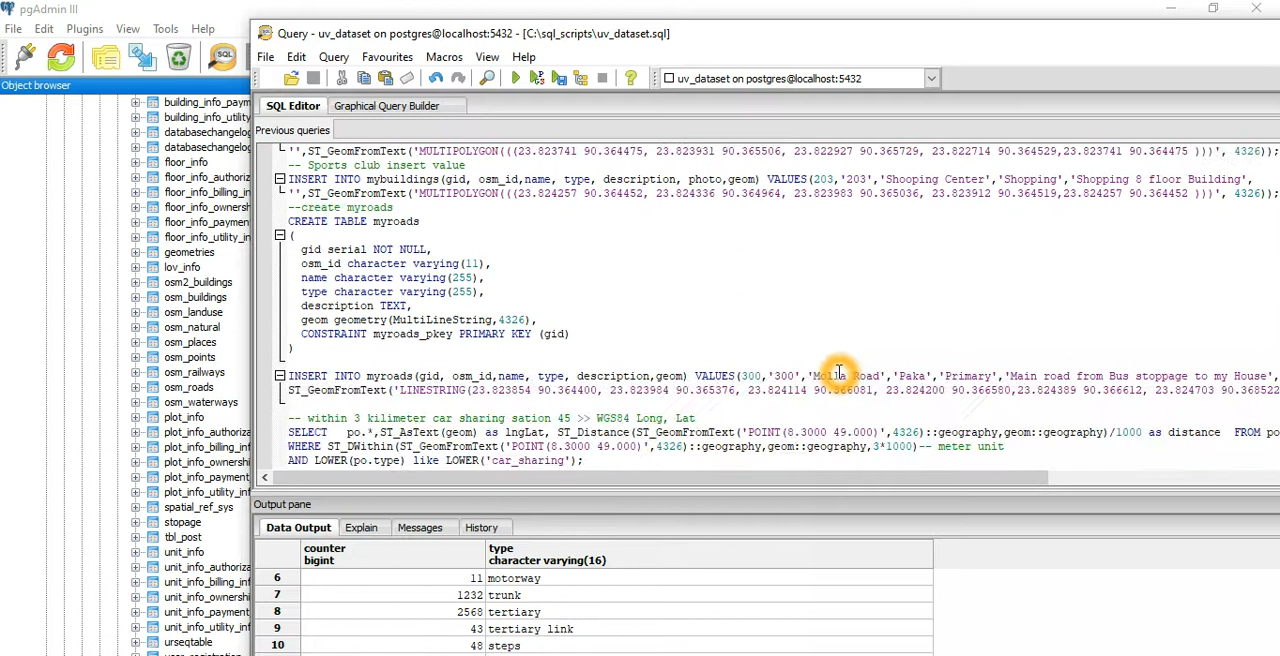 pgAdmin III
File Edit Plugins View Tools Help
SQL
Object browser
building_info_paym
building_info_utility
databasechangelog
databasechangelo
floor_info
floor_info_authoriz
floor_info_billing_in
floor_info_ownersh
floor_info_paymen
floor_info_utility_in
geometries
lov_info
osm2_buildings
osm_buildings
osm_landuse
osm_natural
osm_places
osm_points
osm_railways
osm_roads
osm_waterways
plot_info
plot_info_authoriza
plot_info_billing_inf
plot_info_ownershi
plot_info_payment
plot_info_utility_inf
spatial_ref_sys
stopage
tbl_post
unit_info
unit_info_authoriza
unit_info_billing_inf
unit_info_ownershi
unit_info_payment
unit_info_utility_inf
urseqtable
Query - uv_dataset on postgres@localhost:5432 - [C:\sql_scripts\uv_dataset.sql]
File Edit Query Favourites Macros View Help
uv_dataset on postgres@localhost:5432
SQL Editor Graphical Query Builder
Previous queries
'',ST_GeomFromText('MULTIPOLYGON(((23.823741 90.364475, 23.823931 90.365506, 23.822927 90.365729, 23.822714 90.364529,23.823741 90.364475 )))', 4326));
-- Sports club insert value
INSERT INTO mybuildings(gid, osm_id,name, type, description, photo,geom) VALUES(203,'203','Shooping Center','Shopping','Shopping 8 floor Building',
'',ST_GeomFromText('MULTIPOLYGON(((23.824257 90.364452, 23.824336 90.364964, 23.823983 90.365036, 23.823912 90.364519,23.824257 90.364452 )))', 4326));
--create myroads
CREATE TABLE myroads
(
gid serial NOT NULL,
osm_id character varying(11),
name character varying(255),
type character varying(255),
description TEXT,
geom geometry(MultiLineString,4326),
CONSTRAINT myroads_pkey PRIMARY KEY (gid)
)
INSERT INTO myroads(gid, osm_id,name, type, description,geom) VALUES(300,'300','Molla Road','Paka','Primary','Main road from Bus stoppage to my House',
ST_GeomFromText('LINESTRING(23.823854 90.364400, 23.823984 90.365376, 23.824114 90.366081, 23.824200 90.366580,23.824389 90.366612, 23.824703 90.368522
-- within 3 kilimeter car sharing sation 45 >> WGS84 Long, Lat
SELECT po.*,ST_AsText(geom) as lngLat, ST_Distance(ST_GeomFromText('POINT(8.3000 49.000)',4326)::geography,geom::geography)/1000 as distance FROM po
WHERE ST_DWithin(ST_GeomFromText('POINT(8.3000 49.000)',4326)::geography,geom::geography,3*1000)-- meter unit
AND LOWER(po.type) like LOWER('car_sharing');
Output pane
Data Output Explain Messages History
counter type
bigint character varying(16)
6 11 motorway
7 1232 trunk
8 2568 tertiary
9 43 tertiary link
10 48 steps